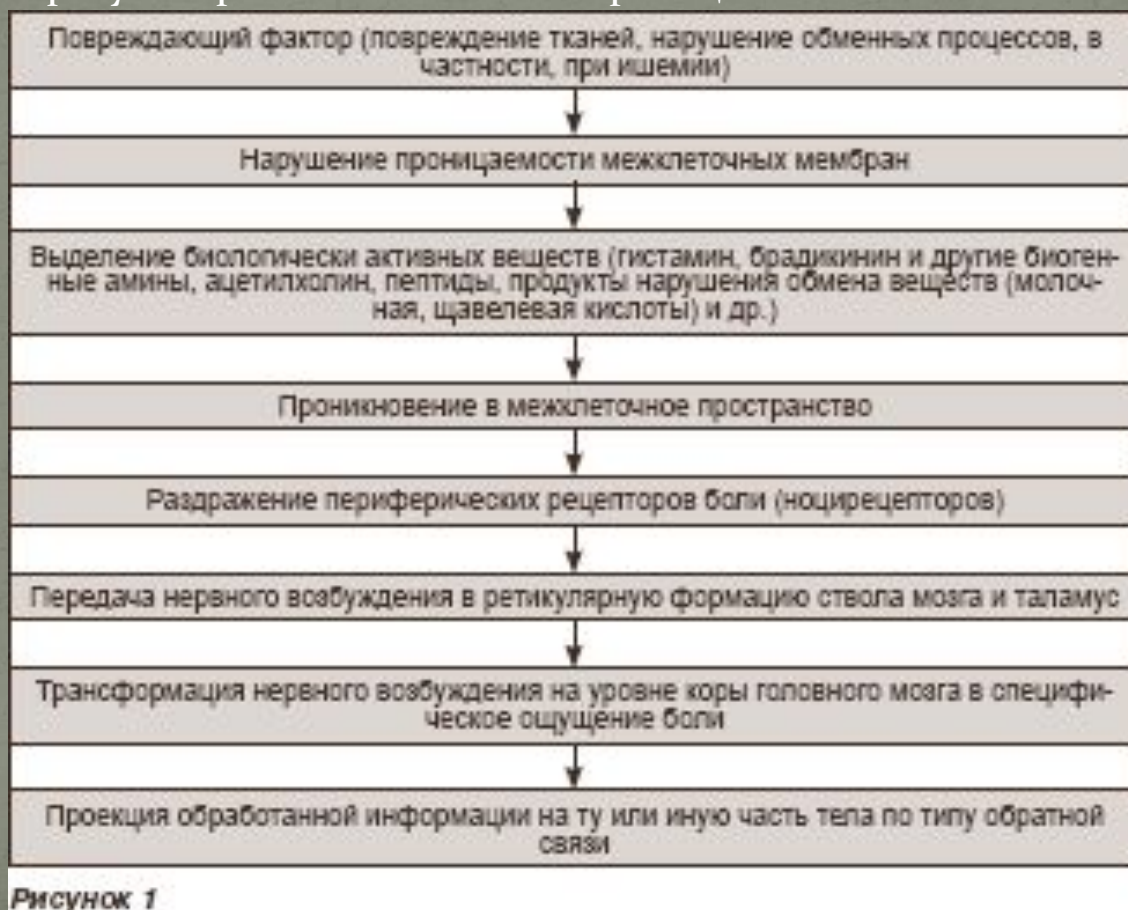 Повреждающий фактор (повреждение тканей, нарушение обменных процессов, в
частности, при ишемии)
Нарушение проницаемости межклеточных мембран
Выделение биологически активных веществ (гистамин, брадикинин и другие биоген-
ные амины, ацетилхолин, пептиды, продукты нарушения обмена веществ (молоч-
ная, щавелевая кислоты) и др.)
Проникновение в межклеточное пространство
Раздражение периферических рецепторов боли (ноцирецепторов)
Передача нервного возбуждения в ретикулярную формацию ствола мозга и таламус
Трансформация нервного возбуждения на уровне коры головного мозга в специфи-
ческое ощущение боли
Проекция обработанной информации на ту или иную часть тела по типу обратной
связи
Рисунок 1